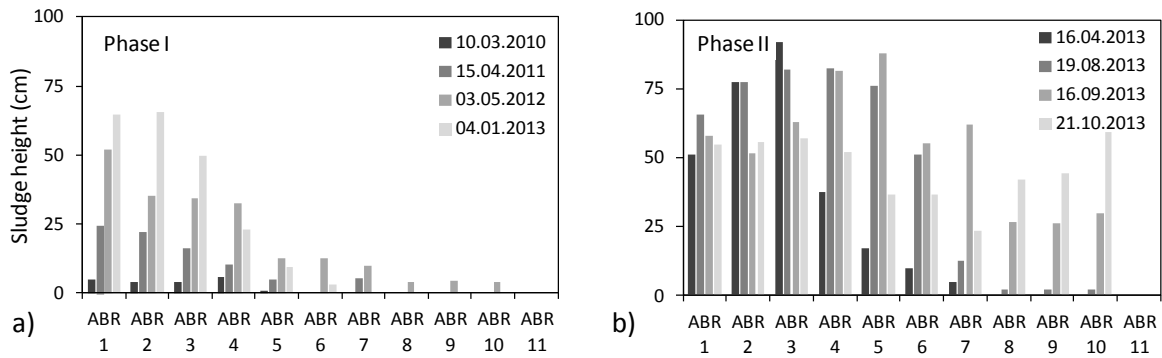 100
75
50
25
0
Sludge height (cm)
Phase I
10.03.2010
15.04.2011
03.05.2012
04.01.2013
ABR ABR ABR ABR ABR ABR ABR ABR ABR ABR ABR
1 2 3 4 5 6 7 8 9 10 11
a)
100
75
50
25
0
Phase II
16.04.2013
19.08.2013
16.09.2013
21.10.2013
ABR ABR ABR ABR ABR ABR ABR ABR ABR ABR ABR
1 2 3 4 5 6 7 8 9 10 11
b)